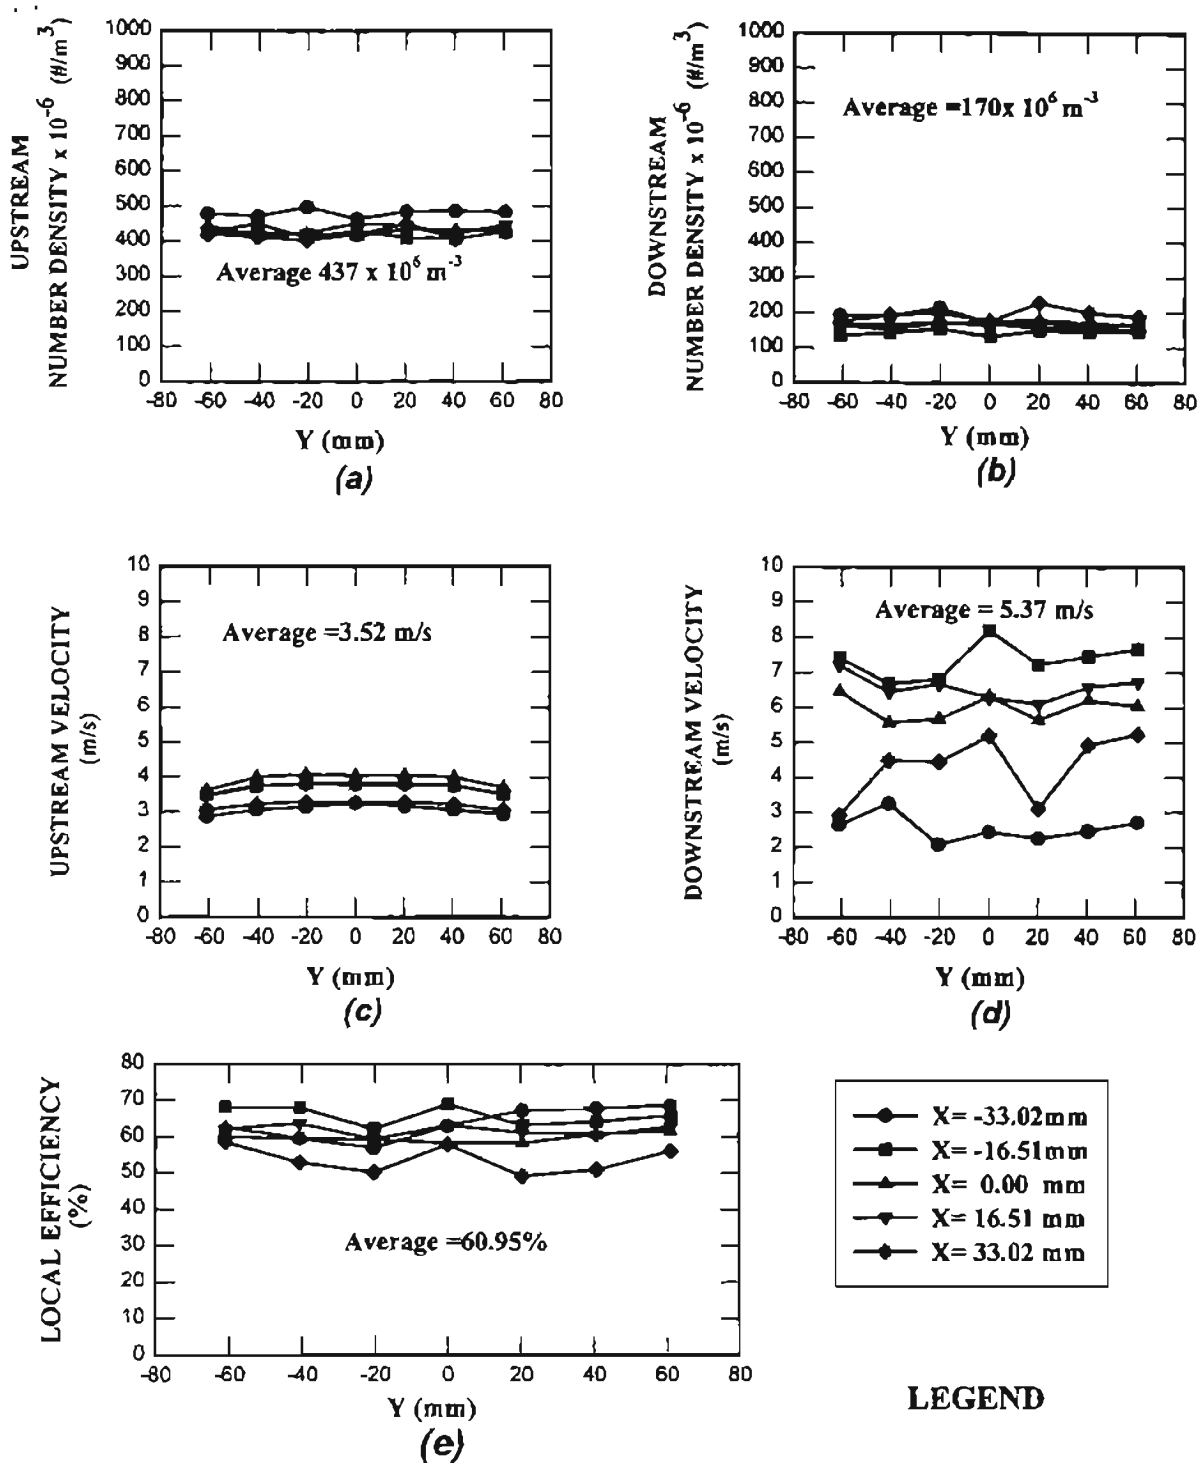 1000
900
800
700
600
500
400
300
200
100
0
UPSTREAM
NUMBER DENSITY x 10⁻⁶ (#/m³)
Average 437 x 10⁶ m⁻³
-80 -60 -40 -20 0 20 40 60 80
Y (mm)
(a)
1000
900
800
700
600
500
400
300
200
100
0
DOWNSTREAM
NUMBER DENSITY x 10⁻⁶ (#/m³)
Average =170x 10⁶ m⁻³
-80 -60 -40 -20 0 20 40 60 80
Y (mm)
(b)
10
9
8
7
6
5
4
3
2
1
0
UPSTREAM VELOCITY
(m/s)
Average =3.52 m/s
-80 -60 -40 -20 0 20 40 60 80
Y (mm)
(c)
10
9
8
7
6
5
4
3
2
1
0
DOWNSTREAM VELOCITY
(m/s)
Average = 5.37 m/s
-80 -60 -40 -20 0 20 40 60 80
Y (mm)
(d)
80
70
60
50
40
30
20
10
0
LOCAL EFFICIENCY
(%)
Average =60.95%
-80 -60 -40 -20 0 20 40 60 80
Y (mm)
(e)
X= -33.02mm
X= -16.51mm
X= 0.00 mm
X= 16.51 mm
X= 33.02 mm
LEGEND